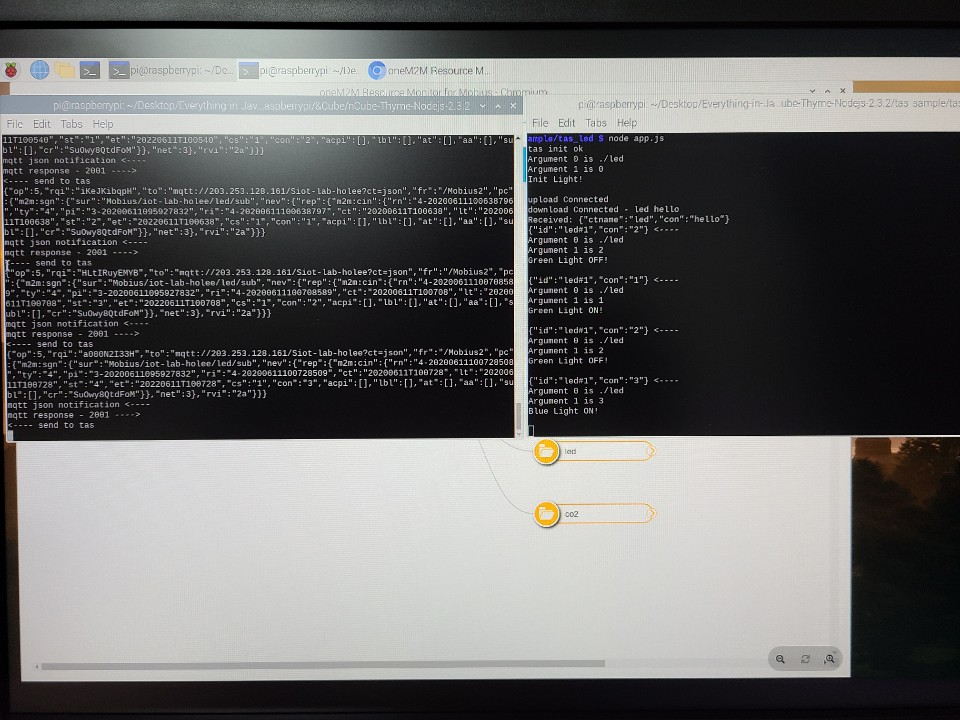 pi@raspberrypi: ~/De...
pi@raspberrypi: ~/De...
oneM2M Resource M...
oneM2M Resource Monitor for Mobius - Chromium
pi@raspberrypi: ~/Desktop/Everything-in-Jav...aspberrypi/&Cube/nCube-Thyme-Nodejs-2.3.2
File Edit Tabs Help
11T100540","st":"1","et":"20220611T100540","cs":"1","con":"2","acpi":[],"lbl":[],"at":[],"aa":[],"su
bl":[],"cr":"SuOwy8QtdFoM"}},"net":3},"rvi":"2a"}}}
mqtt json notification <----
mqtt response - 2001 ---->
<---- send to tas
{"op":5,"rqi":"iKeJKibqpH","to":"mqtt://203.253.128.161/Siot-lab-holee?ct=json","fr":"/Mobius2","pc"
:{"m2m:sgn":{"sur":"Mobius/iot-lab-holee/led/sub","nev":{"rep":{"m2m:cin":{"rn":"4-20200611100638796
","ty":"4","pi":"3-20200611095927832","ri":"4-20200611100638797","ct":"20200611T100638","lt":"202006
11T100638","st":"2","et":"20220611T100638","cs":"1","con":"1","acpi":[],"lbl":[],"at":[],"aa":[],"su
bl":[],"cr":"SuOwy8QtdFoM"}},"net":3},"rvi":"2a"}}}
mqtt json notification <----
mqtt response - 2001 ---->
<---- send to tas
{"op":5,"rqi":"HLtIRuyEMYB","to":"mqtt://203.253.128.161/Siot-lab-holee?ct=json","fr":"/Mobius2","pc
":{"m2m:sgn":{"sur":"Mobius/iot-lab-holee/led/sub","nev":{"rep":{"m2m:cin":{"rn":"4-2020061110070858
9","ty":"4","pi":"3-20200611095927832","ri":"4-20200611100708589","ct":"20200611T100708","lt":"20200
611T100708","st":"3","et":"20220611T100708","cs":"1","con":"2","acpi":[],"lbl":[],"at":[],"aa":[],"s
ubl":[],"cr":"SuOwy8QtdFoM"}},"net":3},"rvi":"2a"}}}
mqtt json notification <----
mqtt response - 2001 ---->
<---- send to tas
{"op":5,"rqi":"a080N2I33H","to":"mqtt://203.253.128.161/Siot-lab-holee?ct=json","fr":"/Mobius2","pc"
:{"m2m:sgn":{"sur":"Mobius/iot-lab-holee/led/sub","nev":{"rep":{"m2m:cin":{"rn":"4-20200611100728508
","ty":"4","pi":"3-20200611095927832","ri":"4-20200611100728509","ct":"20200611T100728","lt":"202006
11T100728","st":"4","et":"20220611T100728","cs":"1","con":"3","acpi":[],"lbl":[],"at":[],"aa":[],"su
bl":[],"cr":"SuOwy8QtdFoM"}},"net":3},"rvi":"2a"}}}
mqtt json notification <----
mqtt response - 2001 ---->
<---- send to tas
pi@raspberrypi: ~/Desktop/Everything-in-Ja...ube-Thyme-Nodejs-2.3.2/tas_sample/tas
File Edit Tabs Help
ample/tas_led $ node app.js
tas init ok
Argument 0 is ./led
Argument 1 is 0
Init Light!
upload Connected
download Connected - led hello
Received: {"ctname":"led","con":"hello"}
{"id":"led#1","con":"2"} <----
Argument 0 is ./led
Argument 1 is 2
Green Light OFF!
{"id":"led#1","con":"1"} <----
Argument 0 is ./led
Argument 1 is 1
Green Light ON!
{"id":"led#1","con":"2"} <----
Argument 0 is ./led
Argument 1 is 2
Green Light OFF!
{"id":"led#1","con":"3"} <----
Argument 0 is ./led
Argument 1 is 3
Blue Light ON!
led
co2